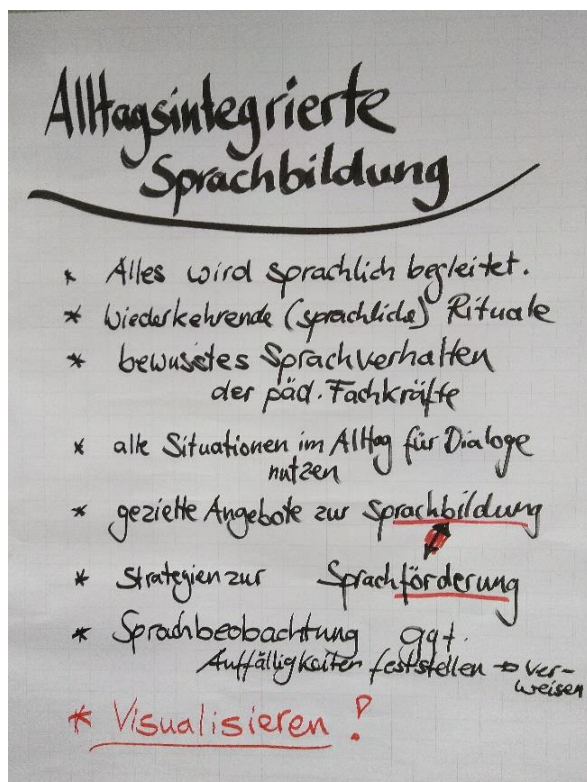 Alltagsintegrierte
Sprachbildung
* Alles wird sprachlich begleitet.
* Wiederkehrende (sprachliche) Rituale
* bewusstes Sprachverhalten
der päd. Fachkräfte
* alle Situationen im Alltag für Dialoge
nutzen
* gezielte Angebote zur Sprachbildung
* Strategien zur Sprachförderung
* Sprachbeobachtung ggf.
Auffälligkeiten feststellen → ver-
weisen
* Visualisieren!